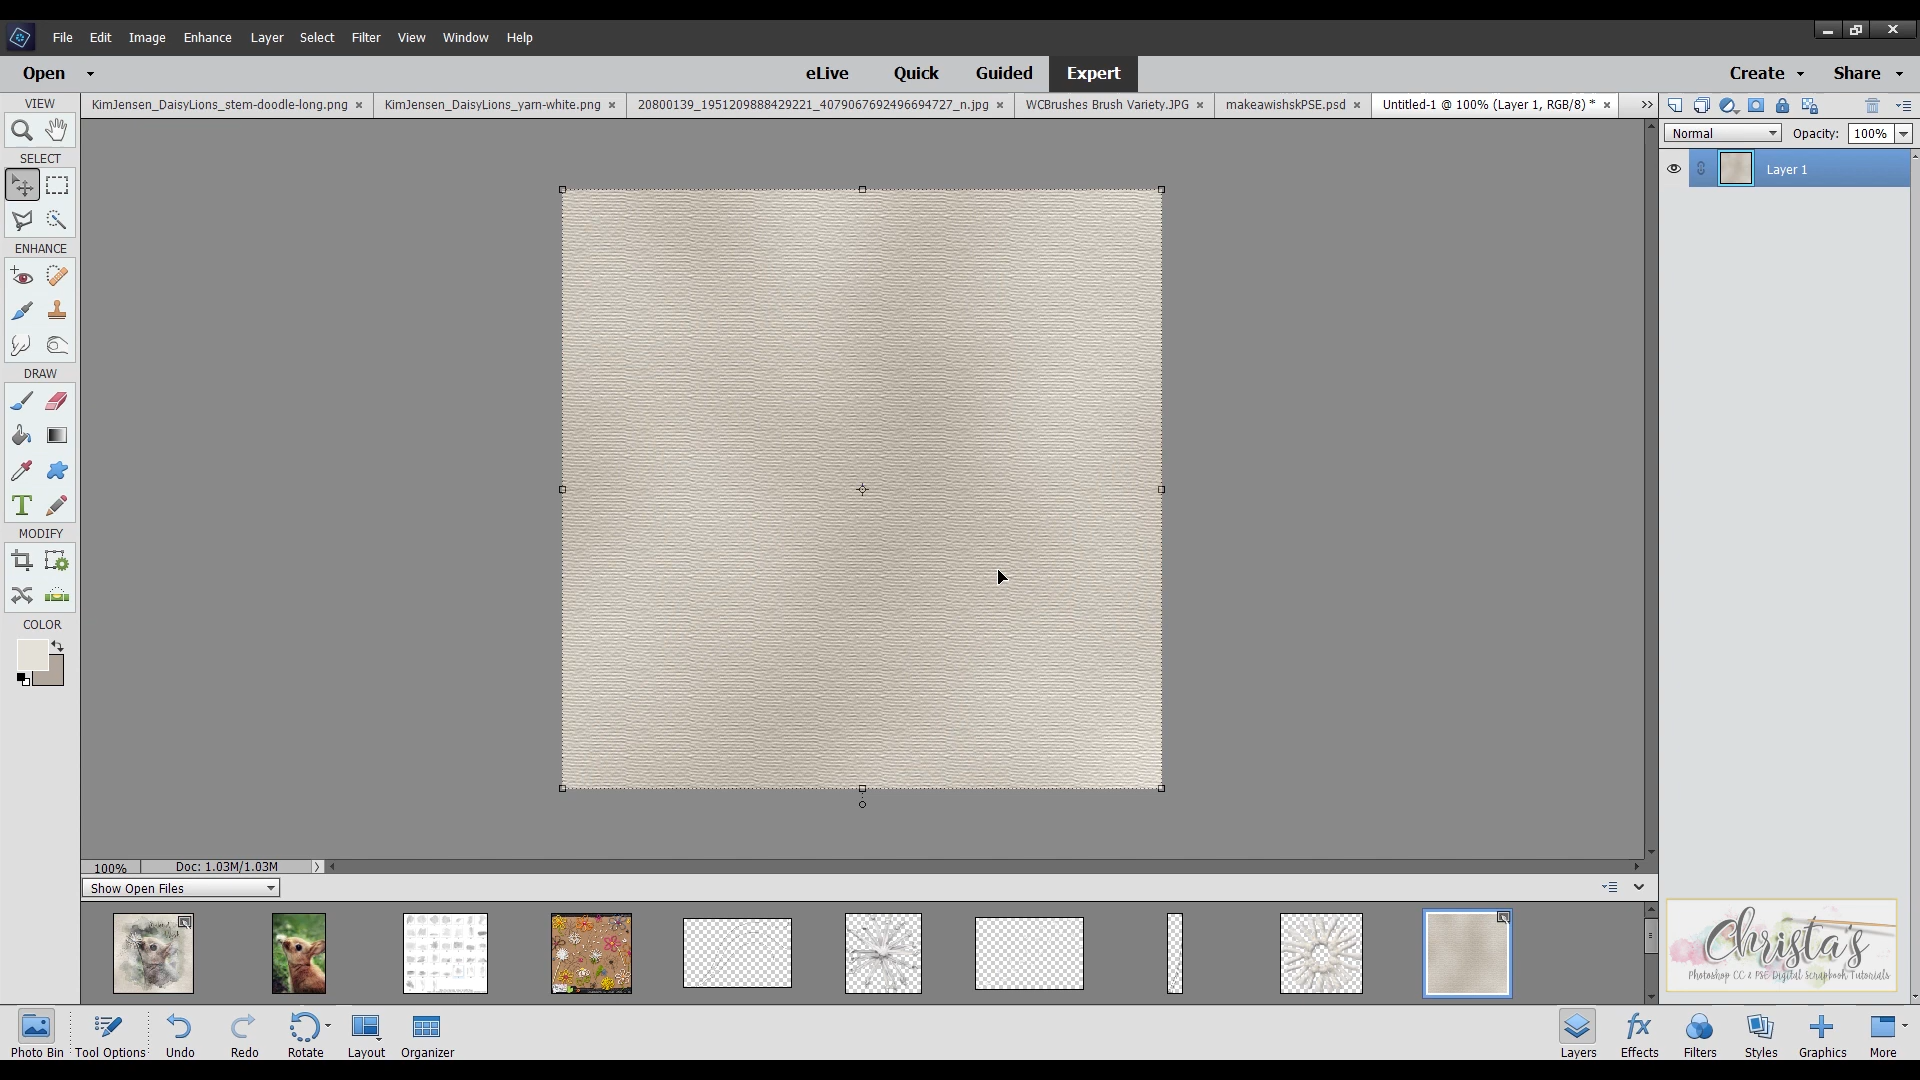 File Edit Image Enhance Layer Select Filter View Window Help
Open eLive Quick Guided Expert Create Share
VIEW
KimJensen_DaisyLions_stem-doodle-long.png × KimJensen_DaisyLions_yarn-white.png × 20800139_1951209888429221_4079067692496694727_n.jpg × WCBrushes Brush Variety.JPG × makeawishskPSE.psd × Untitled-1 @ 100% (Layer 1, RGB/8) * ×
Normal Opacity: 100%
SELECT
Layer 1
ENHANCE
DRAW
T
MODIFY
COLOR
100% Doc: 1.03M/1.03M
Show Open Files
Christa's
Photoshop CC & PSE Digital Scrapbook Tutorials
fx
Photo Bin Tool Options Undo Redo Rotate Layout Organizer Layers Effects Filters Styles Graphics More